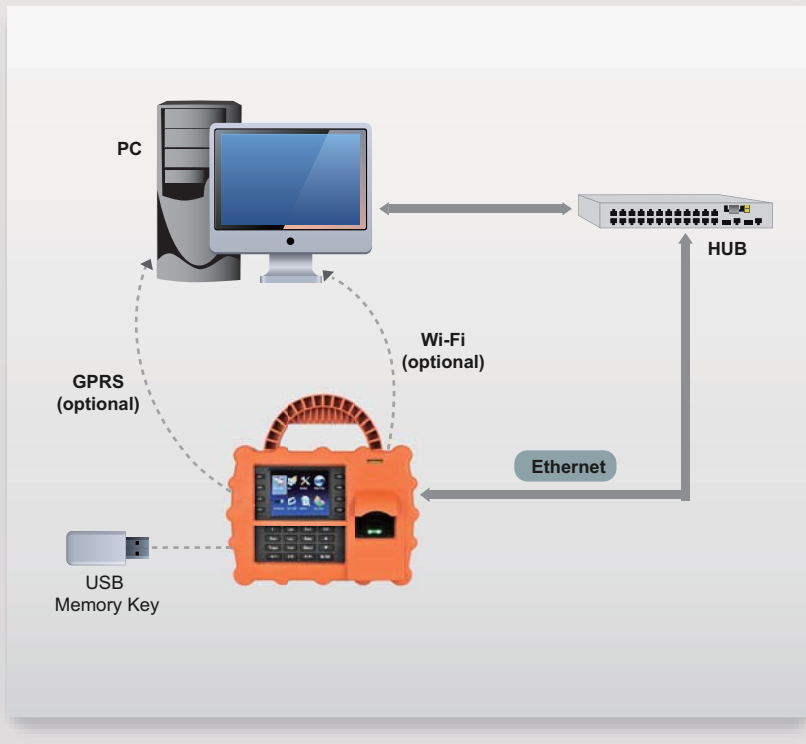 PC
HUB
Wi-Fi
(optional)
GPRS
(optional)
Ethernet
USB
Memory Key